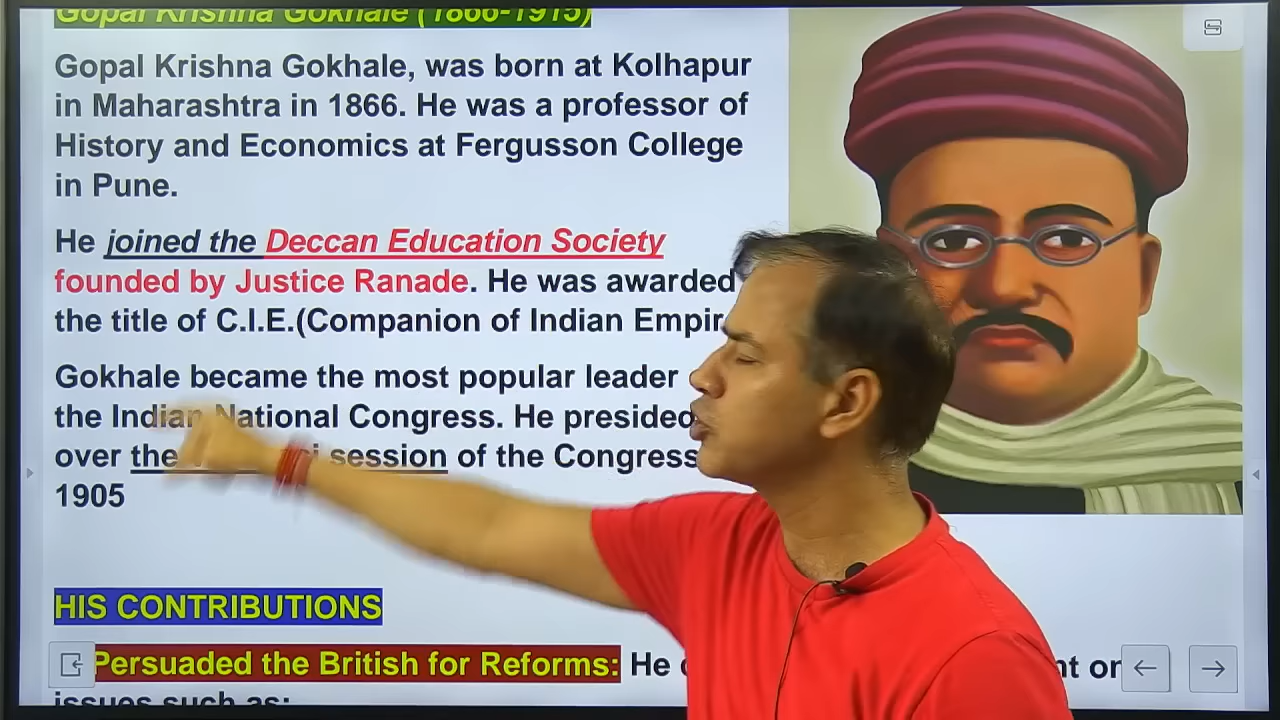 Gopal Krishna Gokhale (1866-1915)
Gopal Krishna Gokhale, was born at Kolhapur
in Maharashtra in 1866. He was a professor of
History and Economics at Fergusson College
in Pune.
He joined the Deccan Education Society
founded by Justice Ranade. He was awarded
the title of C.I.E.(Companion of Indian
Gokhale became the most popular leader
the Indian National Congress. He presided
over the session of the Congress
1905
HIS CONTRIBUTIONS
Persuaded the British for Reforms: He
issues such as: